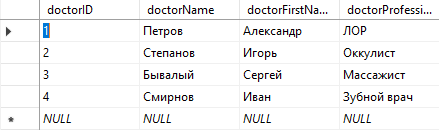 doctorID doctorName doctorFirstNa... doctorProfessi...
1 Петров Александр ЛОР
2 Степанов Игорь Оккулист
3 Бывалый Сергей Массажист
4 Смирнов Иван Зубной врач
NULL NULL NULL NULL